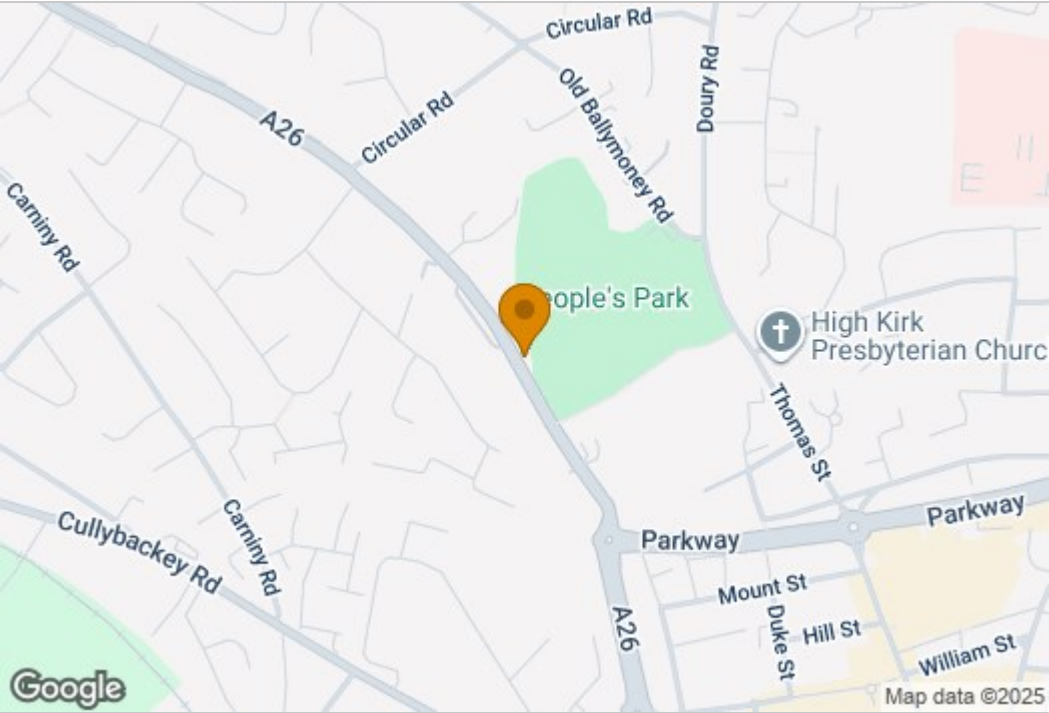 Circular Rd
Doury Rd
Old Ballymoney Rd
A26
Circular Rd
Carniny Rd
eople's Park
High Kirk
Presbyterian Churc
Thomas St
Carniny Rd
Cullybackey Rd
Parkway
Parkway
Mount St
A26
Duke St
Hill St
William St
Google
Map data ©2025